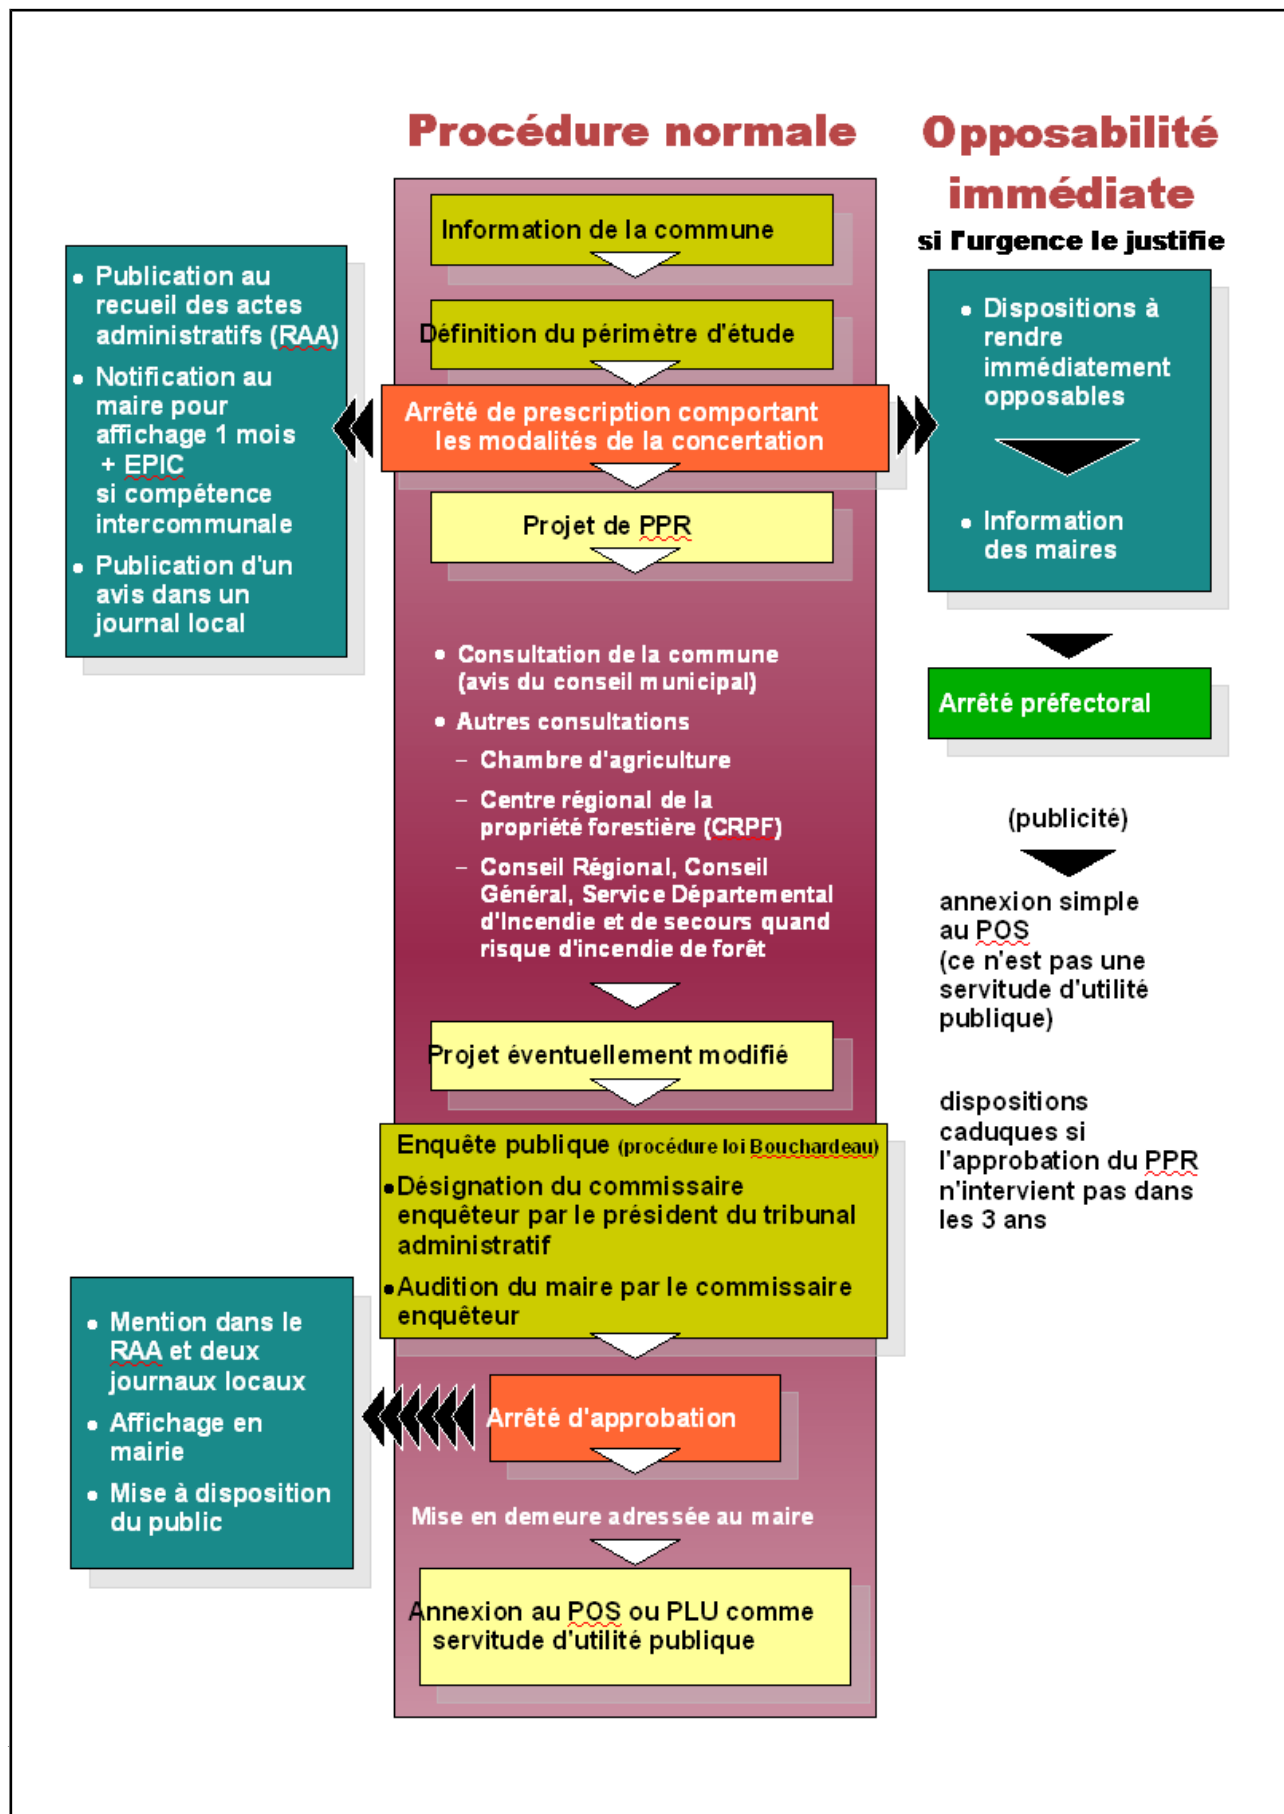 Procédure normale
Opposabilité
immédiate
si l'urgence le justifie
Information de la commune
Définition du périmètre d'étude
Arrêté de prescription comportant
les modalités de la concertation
Projet de PPR
• Publication au
recueil des actes
administratifs (RAA)
• Notification au
maire pour
affichage 1 mois
+ EPIC
si compétence
intercommunale
• Publication d'un
avis dans un
journal local
• Dispositions à
rendre
immédiatement
opposables
• Information
des maires
Arrêté préfectoral
(publicité)
annexion simple
au POS
(ce n'est pas une
servitude d'utilité
publique)
dispositions
caduques si
l'approbation du PPR
n'intervient pas dans
les 3 ans
• Consultation de la commune
(avis du conseil municipal)
• Autres consultations
– Chambre d'agriculture
– Centre régional de la
propriété forestière (CRPF)
– Conseil Régional, Conseil
Général, Service Départemental
d'Incendie et de secours quand
risque d'incendie de forêt
Projet éventuellement modifié
Enquête publique (procédure loi Bouchardeau)
• Désignation du commissaire
enquêteur par le président du tribunal
administratif
• Audition du maire par le commissaire
enquêteur
Arrêté d'approbation
• Mention dans le
RAA et deux
journaux locaux
• Affichage en
mairie
• Mise à disposition
du public
Mise en demeure adressée au maire
Annexion au POS ou PLU comme
servitude d'utilité publique